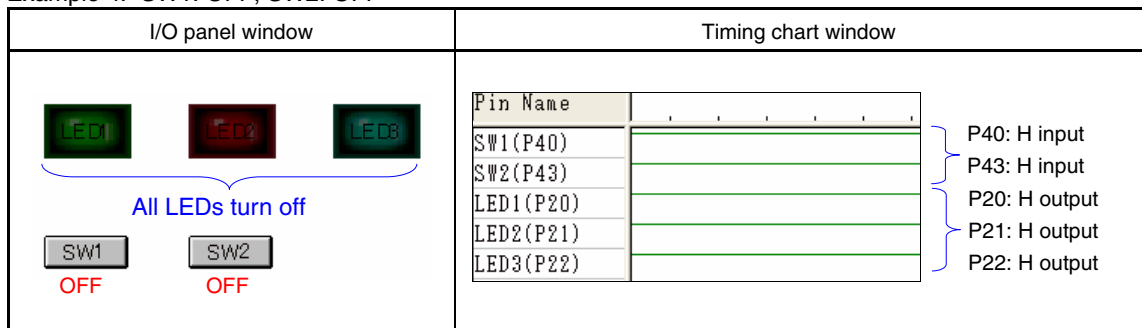 I/O panel window
Timing chart window
LED1
LED2
LED3
All LEDs turn off
SW1
SW2
OFF
OFF
Pin Name
SW1(P40)
SW2(P43)
LED1(P20)
LED2(P21)
LED3(P22)
P40: H input
P43: H input
P20: H output
P21: H output
P22: H output